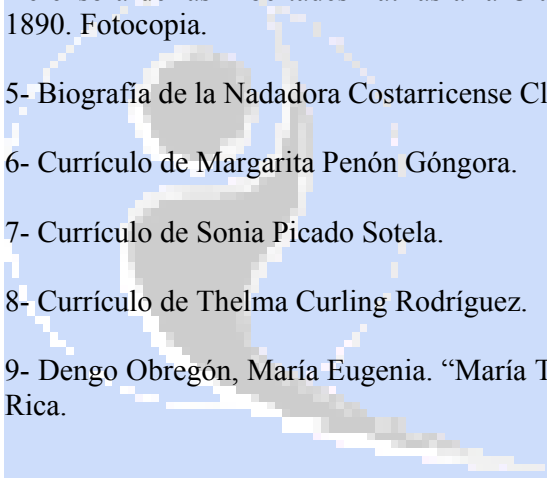 1890. Fotocopia.
5- Biografía de la Nadadora Costarricense Cl
6- Currículo de Margarita Penón Góngora.
7- Currículo de Sonia Picado Sotela.
8- Currículo de Thelma Curling Rodríguez.
9- Dengo Obregón, María Eugenia. “María T
Rica.